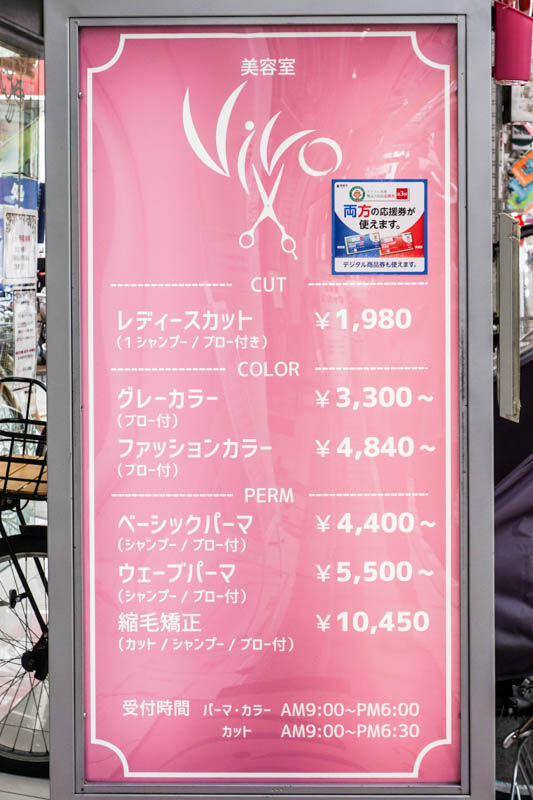 美容室
ViVo
両方の応援券が
使えます。
デジタル商品券も使えます。
CUT
レディースカット ￥1,980
(1シャンプー / ブロー付き)
COLOR
グレーカラー ￥3,300～
(ブロー付)
ファッションカラー ￥4,840～
(ブロー付)
PERM
ベーシックパーマ ￥4,400～
(シャンプー / ブロー付)
ウェーブパーマ ￥5,500～
(シャンプー / ブロー付)
縮毛矯正 ￥10,450
(カット / シャンプー / ブロー付)
受付時間 パーマ・カラー AM9:00～PM6:00
カット AM9:00～PM6:30